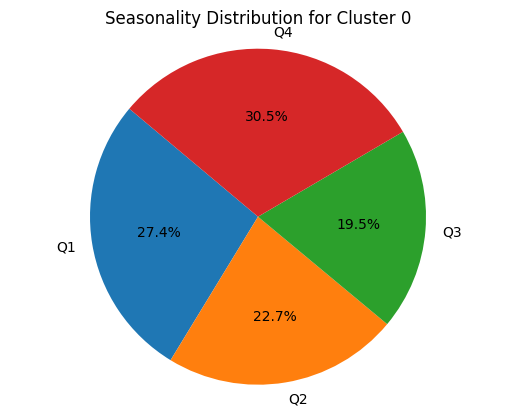 Seasonality Distribution for Cluster 0
Q4
30.5%
27.4%
19.5%
Q1
Q3
22.7%
Q2